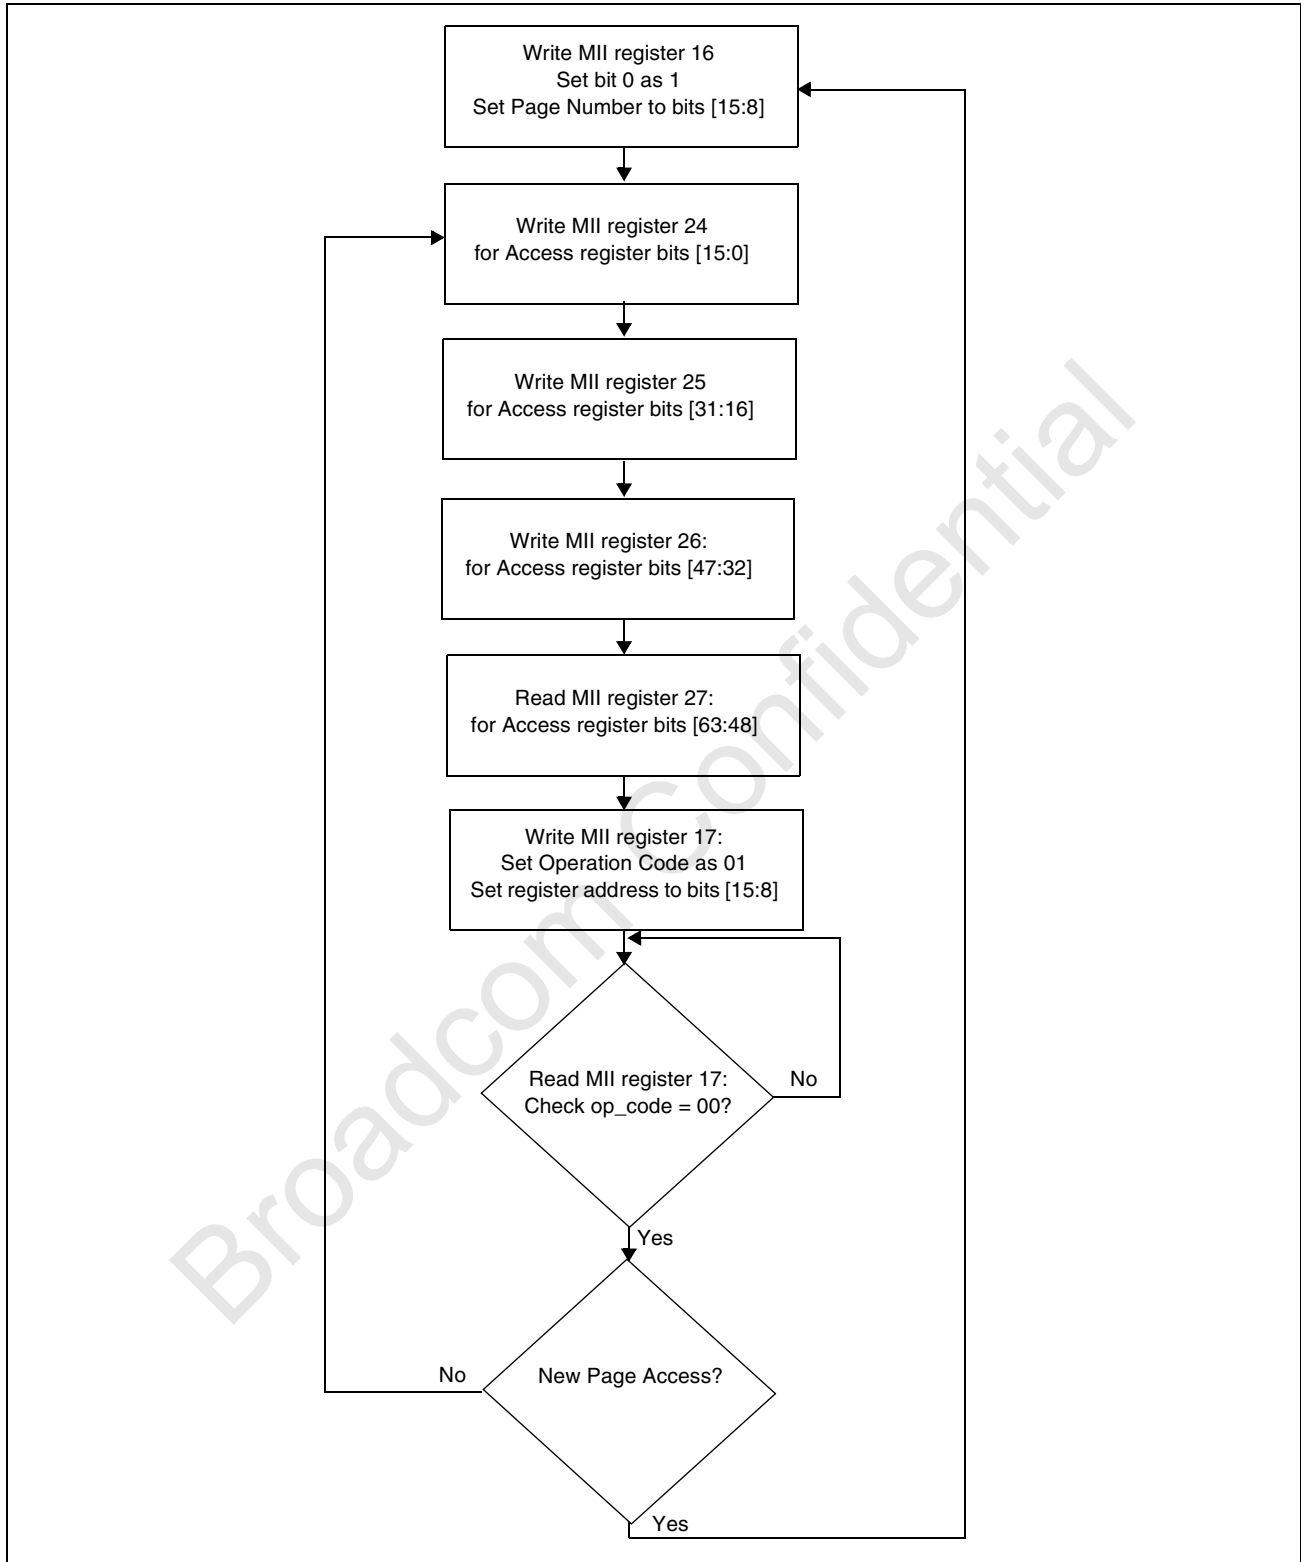 Write MII register 16
Set bit 0 as 1
Set Page Number to bits [15:8]
Write MII register 24
for Access register bits [15:0]
Write MII register 25
for Access register bits [31:16]
Write MII register 26:
for Access register bits [47:32]
Read MII register 27:
for Access register bits [63:48]
Write MII register 17:
Set Operation Code as 01
Set register address to bits [15:8]
Read MII register 17:
Check op_code = 00?
No
Yes
New Page Access?
No
Yes
Broadcom Confidential